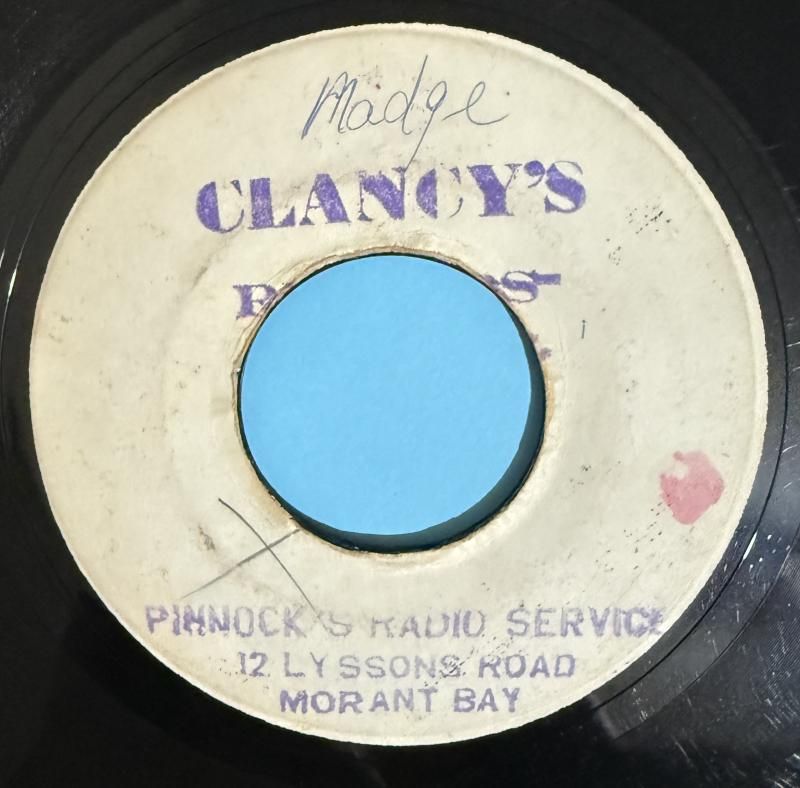 Madge
CLANCY'S
PINNOCK'S RADIO SERVICE
12 LYSSONS ROAD
MORANT BAY